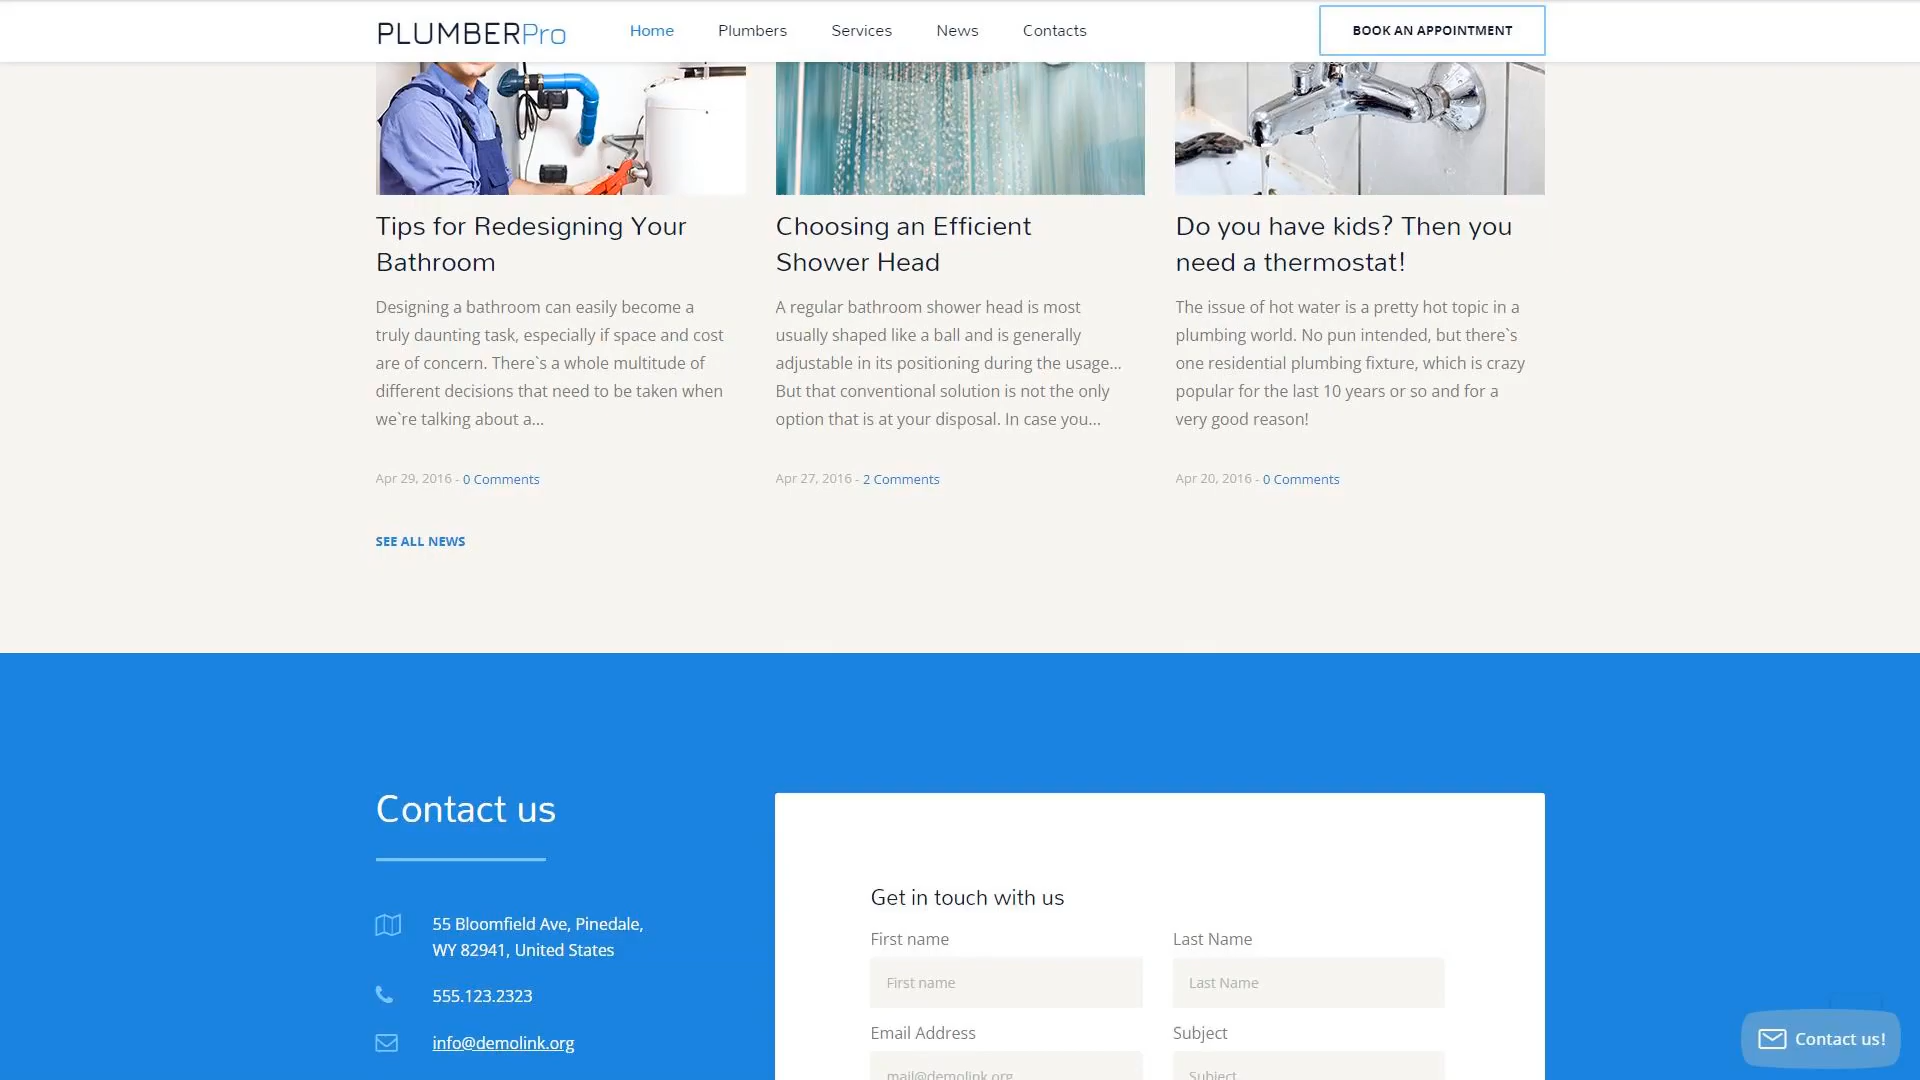 PLUMBERPro
Home
Plumbers
Services
News
Contacts
BOOK AN APPOINTMENT
Tips for Redesigning Your
Bathroom
Designing a bathroom can easily become a
truly daunting task, especially if space and cost
are of concern. There`s a whole multitude of
different decisions that need to be taken when
we`re talking about a...
Apr 29, 2016 - 0 Comments
Choosing an Efficient
Shower Head
A regular bathroom shower head is most
usually shaped like a ball and is generally
adjustable in its positioning during the usage...
But that conventional solution is not the only
option that is at your disposal. In case you...
Apr 27, 2016 - 2 Comments
Do you have kids? Then you
need a thermostat!
The issue of hot water is a pretty hot topic in a
plumbing world. No pun intended, but there`s
one residential plumbing fixture, which is crazy
popular for the last 10 years or so and for a
very good reason!
Apr 20, 2016 - 0 Comments
SEE ALL NEWS
Contact us
55 Bloomfield Ave, Pinedale,
WY 82941, United States
555.123.2323
info@demolink.org
Get in touch with us
First name
First name
Last Name
Last Name
Email Address
mail@demolink.org
Subject
Subject
Contact us!